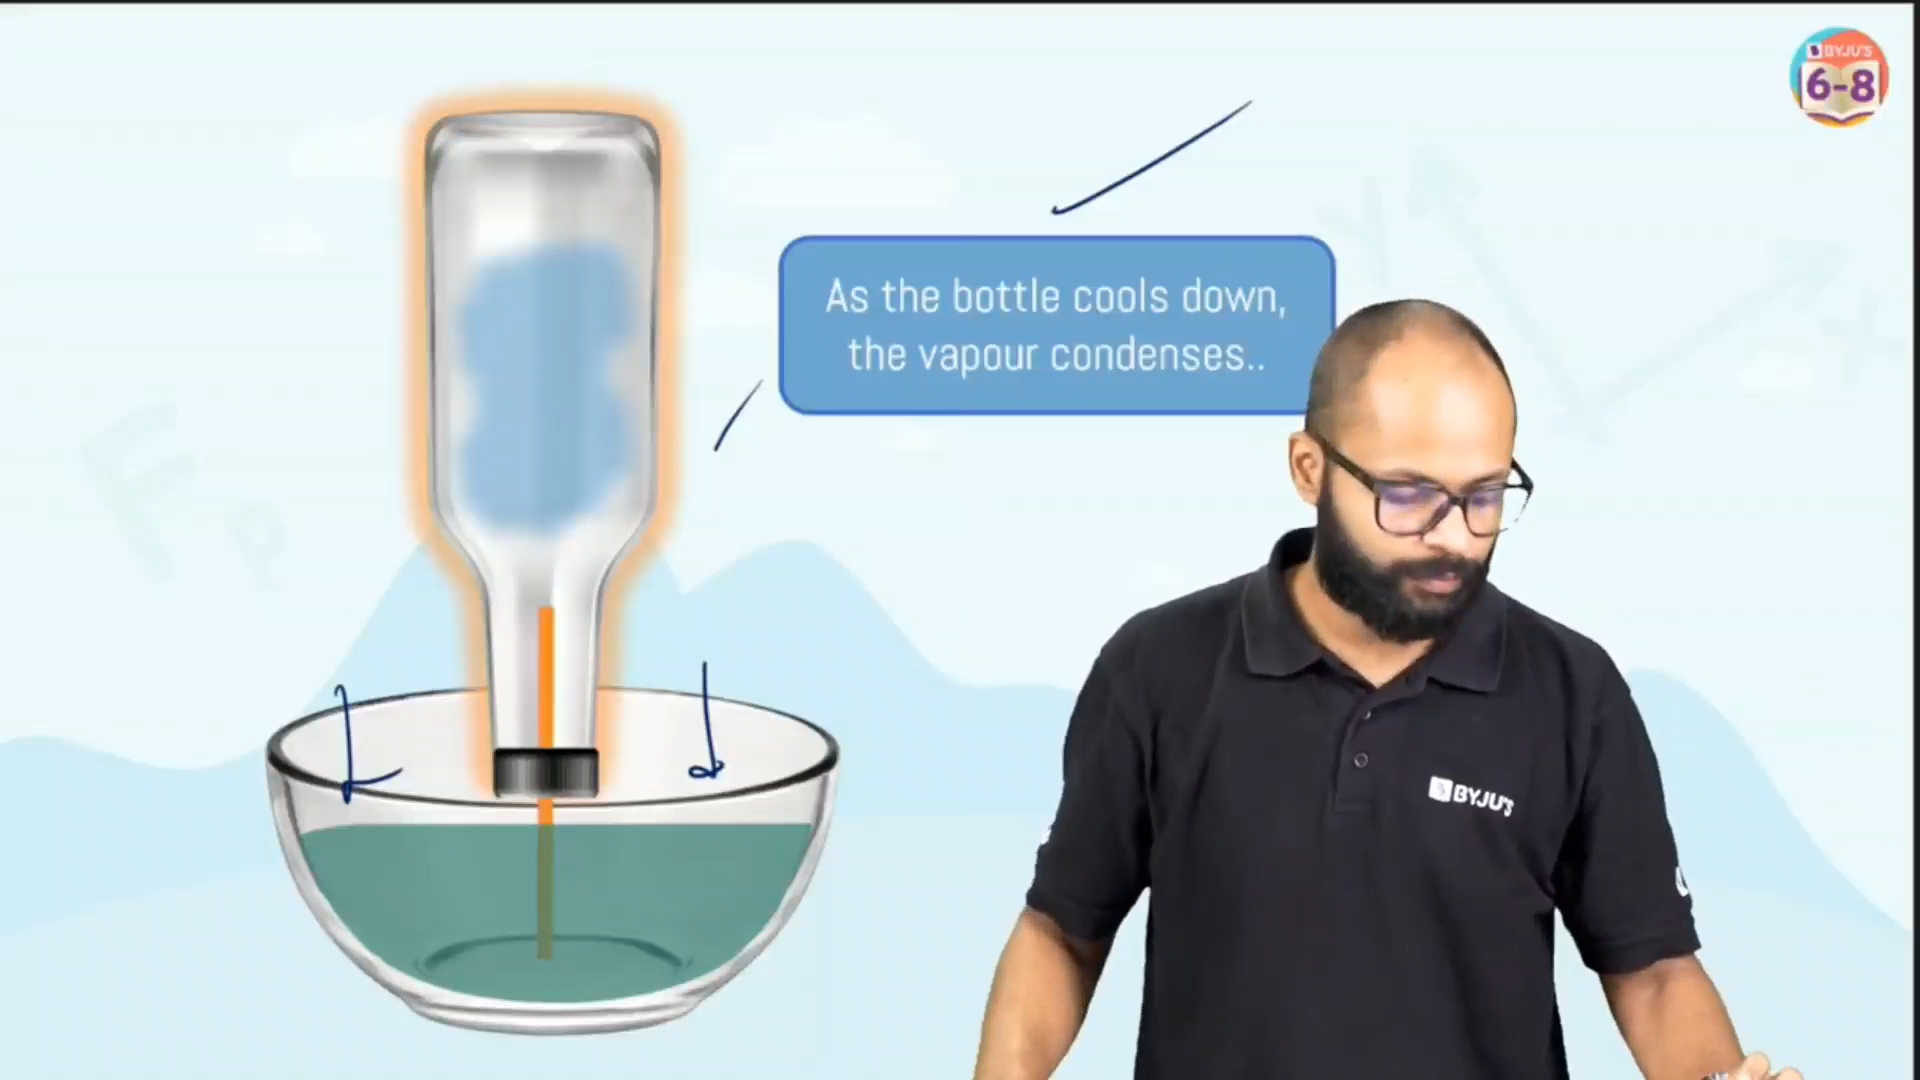 BYJU'S
6-8
As the bottle cools down,
the vapour condenses..
BYJU'S